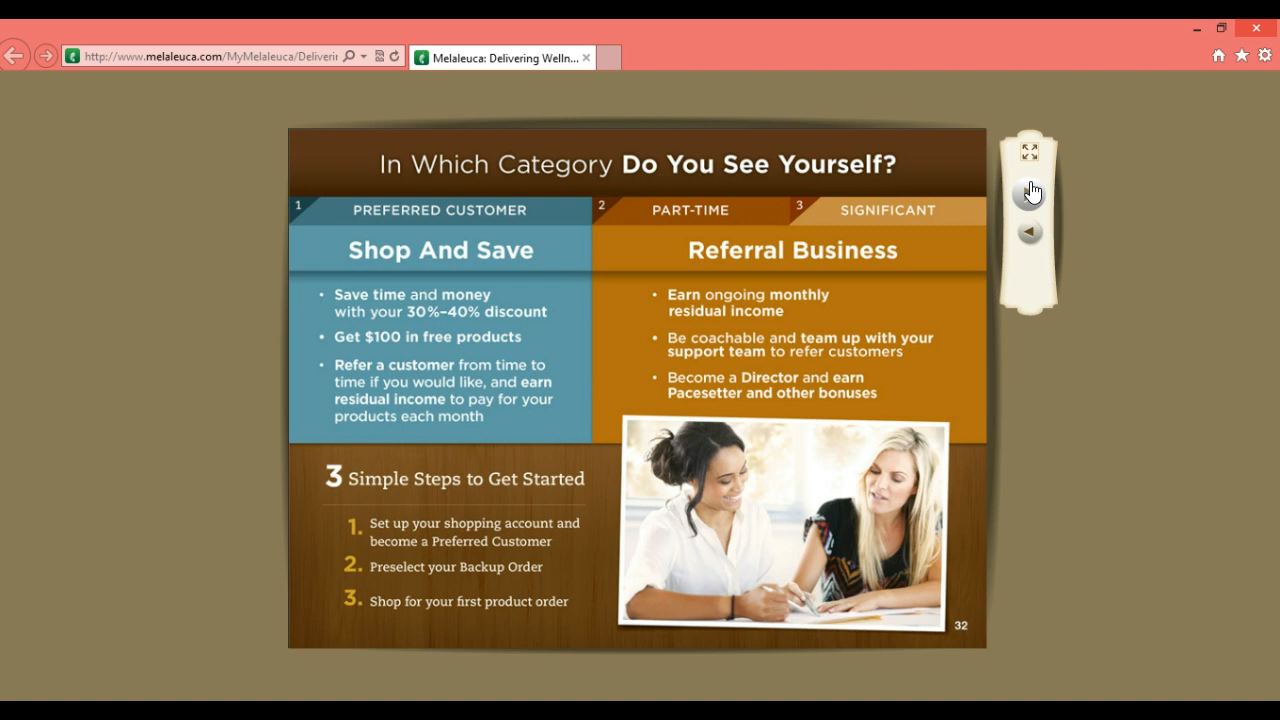 http://www.melaleuca.com/MyMelaleuca/Deliverin
Melaleuca: Delivering Welln...
In Which Category Do You See Yourself?
1 PREFERRED CUSTOMER
2 PART-TIME
3 SIGNIFICANT
Shop And Save
• Save time and money
with your 30%–40% discount
• Get $100 in free products
• Refer a customer from time to
time if you would like, and earn
residual income to pay for your
products each month
Referral Business
• Earn ongoing monthly
residual income
• Be coachable and team up with your
support team to refer customers
• Become a Director and earn
Pacesetter and other bonuses
3 Simple Steps to Get Started
1. Set up your shopping account and
become a Preferred Customer
2. Preselect your Backup Order
3. Shop for your first product order
32